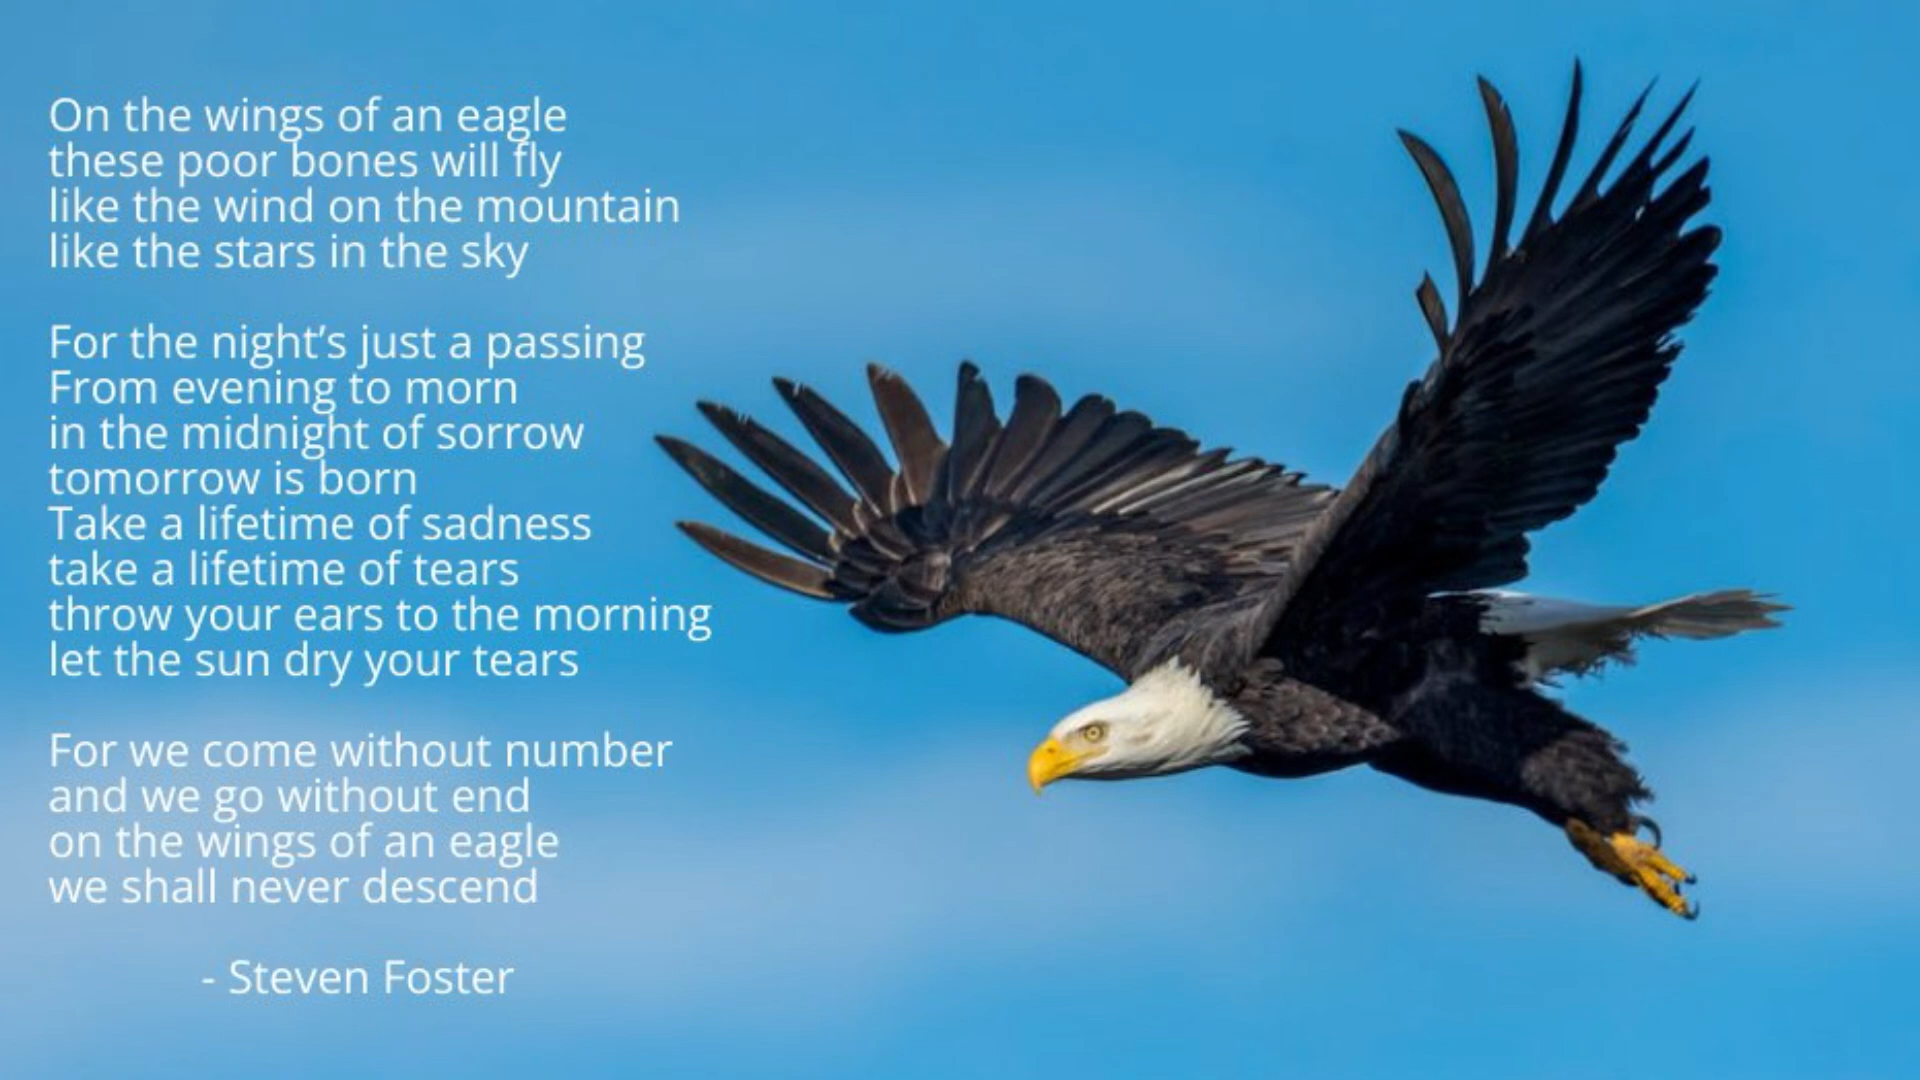 On the wings of an eagle
these poor bones will fly
like the wind on the mountain
like the stars in the sky
For the night’s just a passing
From evening to morn
in the midnight of sorrow
tomorrow is born
Take a lifetime of sadness
take a lifetime of tears
throw your ears to the morning
let the sun dry your tears
For we come without number
and we go without end
on the wings of an eagle
we shall never descend
- Steven Foster